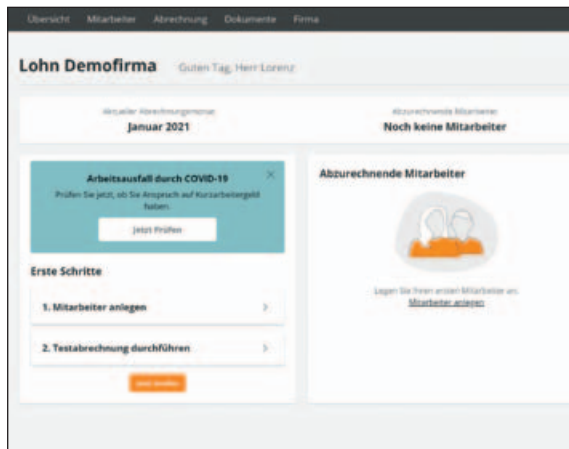 Übersicht Mitarbeiter Abrechnung Dokumente Firma
Lohn Demofirma Guten Tag, Herr Lorenz
Aktueller Abrechnungsmonat
Januar 2021
Abzurechnende Mitarbeiter
Noch keine Mitarbeiter
Arbeitsausfall durch COVID-19
Prüfen Sie jetzt, ob Sie Anspruch auf Kurzarbeitergeld
haben.
Jetzt Prüfen
Erste Schritte
1. Mitarbeiter anlegen
2. Testabrechnung durchführen
Abzurechnende Mitarbeiter
Legen Sie Ihren ersten Mitarbeiter an.
Mitarbeiter anlegen